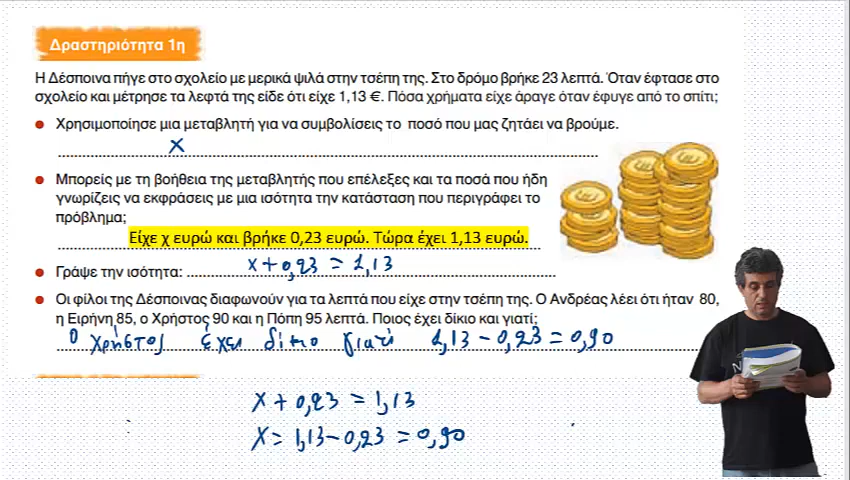 Δραστηριότητα 1η
Η Δέσποινα πήγε στο σχολείο με μερικά ψιλά στην τσέπη της. Στο δρόμο βρήκε 23 λεπτά. Όταν έφτασε στο
σχολείο και μέτρησε τα λεφτά της είδε ότι είχε 1,13 €. Πόσα χρήματα είχε άραγε όταν έφυγε από το σπίτι;
Χρησιμοποίησε μια μεταβλητή για να συμβολίσεις το ποσό που μας ζητάει να βρούμε.
x
Μπορείς με τη βοήθεια της μεταβλητής που επέλεξες και τα ποσά που ήδη
γνωρίζεις να εκφράσεις με μια ισότητα την κατάσταση που περιγράφει το
πρόβλημα;
Είχε χ ευρώ και βρήκε 0,23 ευρώ. Τώρα έχει 1,13 ευρώ.
Γράψε την ισότητα: x + 0,23 = 1,13
Οι φίλοι της Δέσποινας διαφωνούν για τα λεπτά που είχε στην τσέπη της. Ο Ανδρέας λέει ότι ήταν 80,
η Ειρήνη 85, ο Χρήστος 90 και η Πόπη 95 λεπτά. Ποιος έχει δίκιο και γιατί;
Ο χρήστος έχει δίκιο γιατί 1,13 - 0,23 = 0,90
x + 0,23 = 1,13
x = 1,13 - 0,23 = 0,90